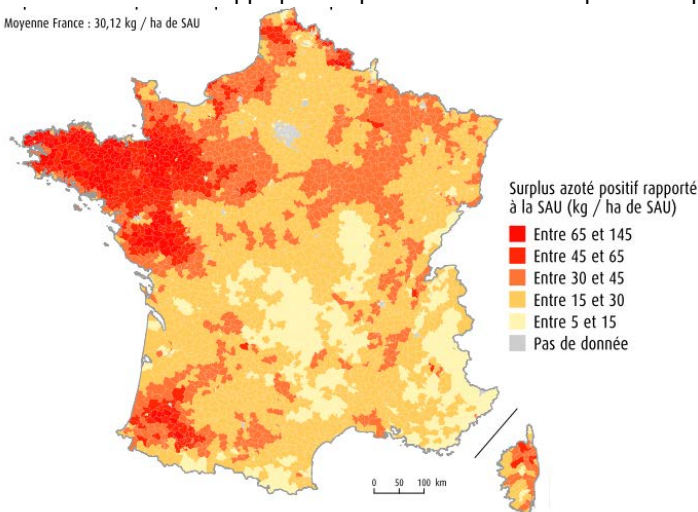 Moyenne France : 30,12 kg / ha de SAU
Surplus azoté positif rapporté
à la SAU (kg / ha de SAU)
Entre 65 et 145
Entre 45 et 65
Entre 30 et 45
Entre 15 et 30
Entre 5 et 15
Pas de donnée
0 50 100 km